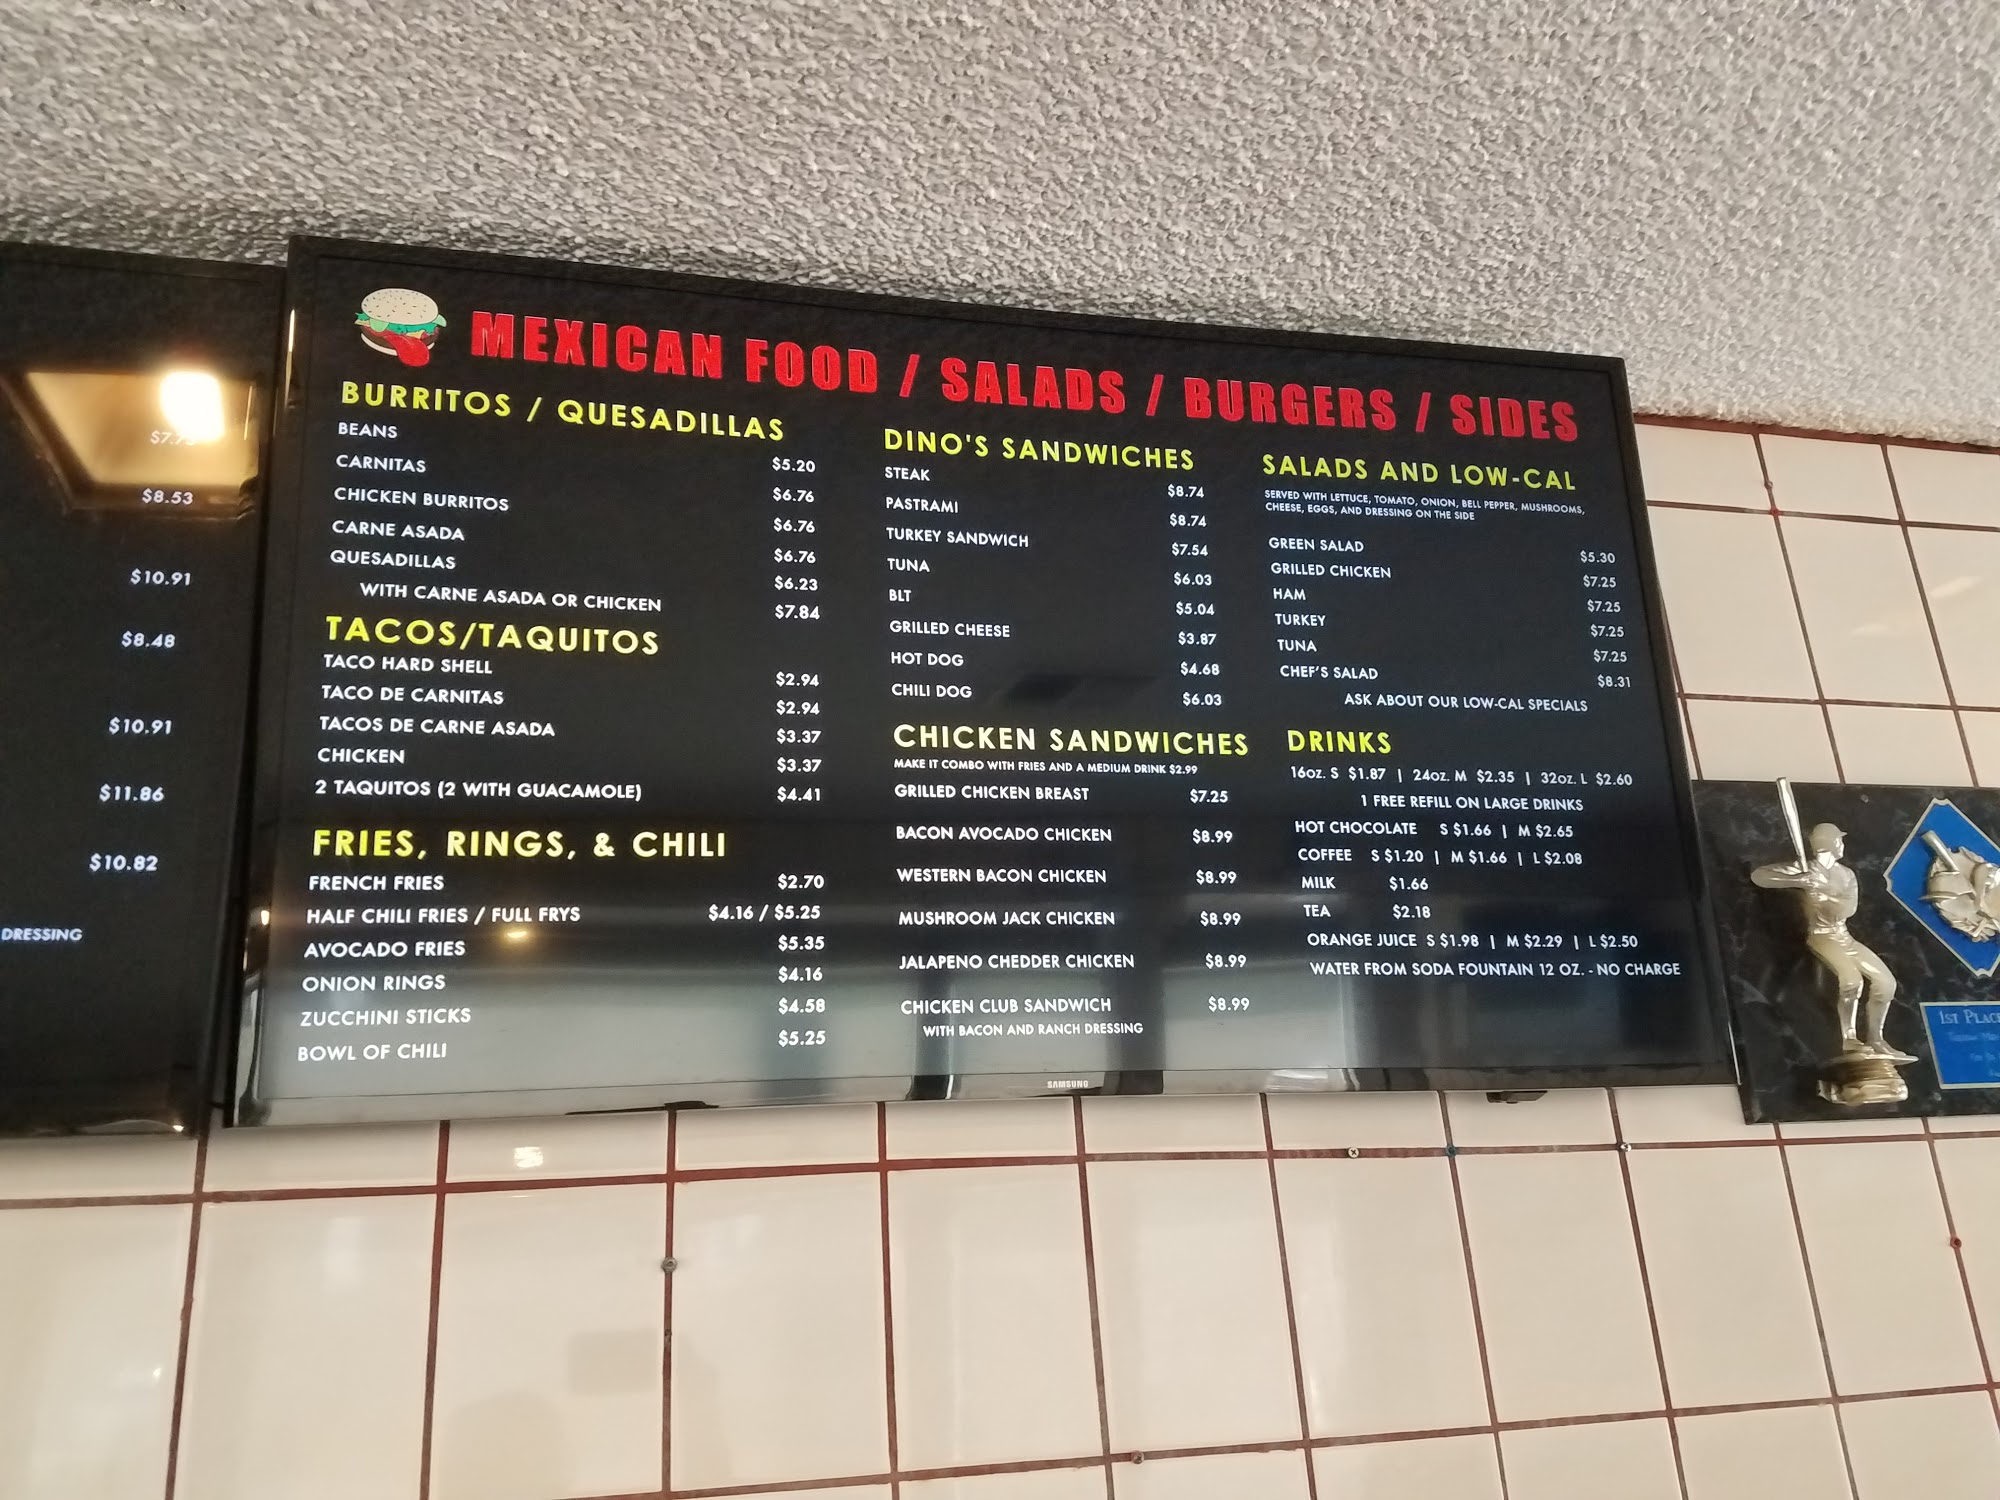 $7.73
$8.53
$10.91
$8.48
$10.91
$11.86
$10.82
DRESSING
MEXICAN FOOD / SALADS / BURGERS / SIDES
BURRITOS / QUESADILLAS
BEANS $5.20
CARNITAS $6.76
CHICKEN BURRITOS $6.76
CARNE ASADA $6.76
QUESADILLAS $6.23
WITH CARNE ASADA OR CHICKEN $7.84
TACOS/TAQUITOS
TACO HARD SHELL $2.94
TACO DE CARNITAS $2.94
TACOS DE CARNE ASADA $3.37
CHICKEN $3.37
2 TAQUITOS (2 WITH GUACAMOLE) $4.41
FRIES, RINGS, & CHILI
FRENCH FRIES $2.70
HALF CHILI FRIES / FULL FRYS $4.16 / $5.25
AVOCADO FRIES $5.35
ONION RINGS $4.16
ZUCCHINI STICKS $4.58
BOWL OF CHILI $5.25
DINO'S SANDWICHES
STEAK $8.74
PASTRAMI $8.74
TURKEY SANDWICH $7.54
TUNA $6.03
BLT $5.04
GRILLED CHEESE $3.87
HOT DOG $4.68
CHILI DOG $6.03
CHICKEN SANDWICHES
MAKE IT COMBO WITH FRIES AND A MEDIUM DRINK $2.99
GRILLED CHICKEN BREAST $7.25
BACON AVOCADO CHICKEN $8.99
WESTERN BACON CHICKEN $8.99
MUSHROOM JACK CHICKEN $8.99
JALAPENO CHEDDER CHICKEN $8.99
CHICKEN CLUB SANDWICH $8.99
WITH BACON AND RANCH DRESSING
SALADS AND LOW-CAL
SERVED WITH LETTUCE, TOMATO, ONION, BELL PEPPER, MUSHROOMS,
CHEESE, EGGS, AND DRESSING ON THE SIDE
GREEN SALAD $5.30
GRILLED CHICKEN $7.25
HAM $7.25
TURKEY $7.25
TUNA $7.25
CHEF'S SALAD $8.31
ASK ABOUT OUR LOW-CAL SPECIALS
DRINKS
16oz. S $1.87 | 24oz. M $2.35 | 32oz. L $2.60
1 FREE REFILL ON LARGE DRINKS
HOT CHOCOLATE S $1.66 | M $2.65
COFFEE S $1.20 | M $1.66 | L $2.08
MILK $1.66
TEA $2.18
ORANGE JUICE S $1.98 | M $2.29 | L $2.50
WATER FROM SODA FOUNTAIN 12 OZ. - NO CHARGE
SAMSUNG
1ST PLACE